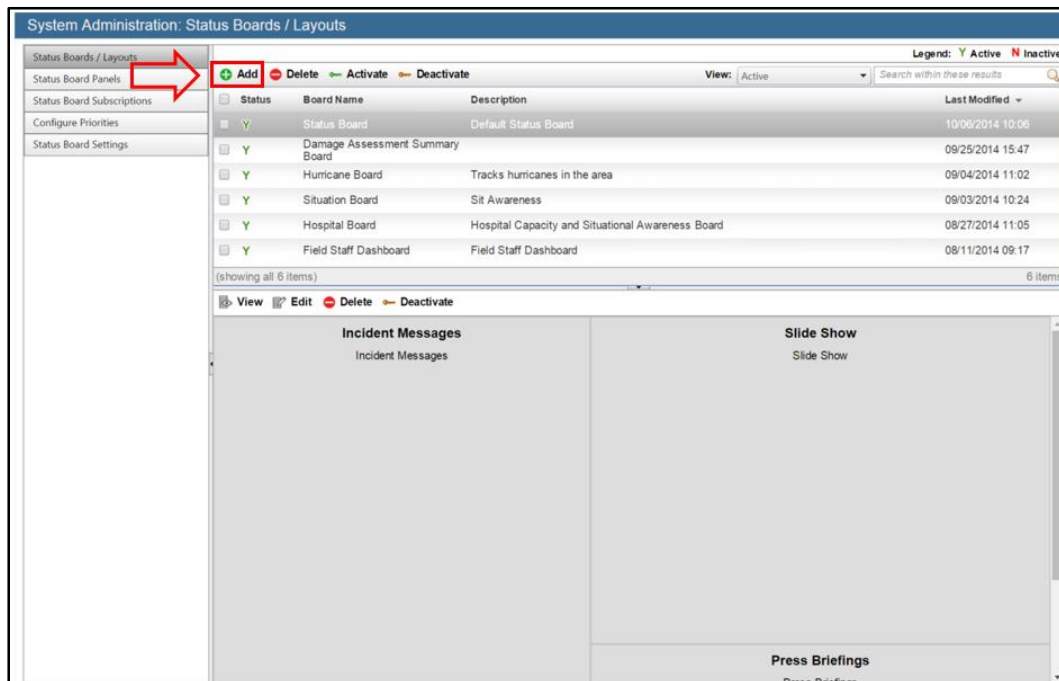 System Administration: Status Boards / Layouts
Status Boards / Layouts
Status Board Panels
Status Board Subscriptions
Configure Priorities
Status Board Settings
Legend: Y Active N Inactive
Add Delete Activate Deactivate View: Active Search within these results
Status Board Name Description Last Modified
Y Status Board Default Status Board 10/06/2014 10:06
Y Damage Assessment Summary Board 09/25/2014 15:47
Y Hurricane Board Tracks hurricanes in the area 09/04/2014 11:02
Y Situation Board Sit Awareness 09/03/2014 10:24
Y Hospital Board Hospital Capacity and Situational Awareness Board 08/27/2014 11:05
Y Field Staff Dashboard Field Staff Dashboard 08/11/2014 09:17
(showing all 6 items) 6 items
View Edit Delete Deactivate
Incident Messages
Incident Messages
Slide Show
Slide Show
Press Briefings
Press Briefings